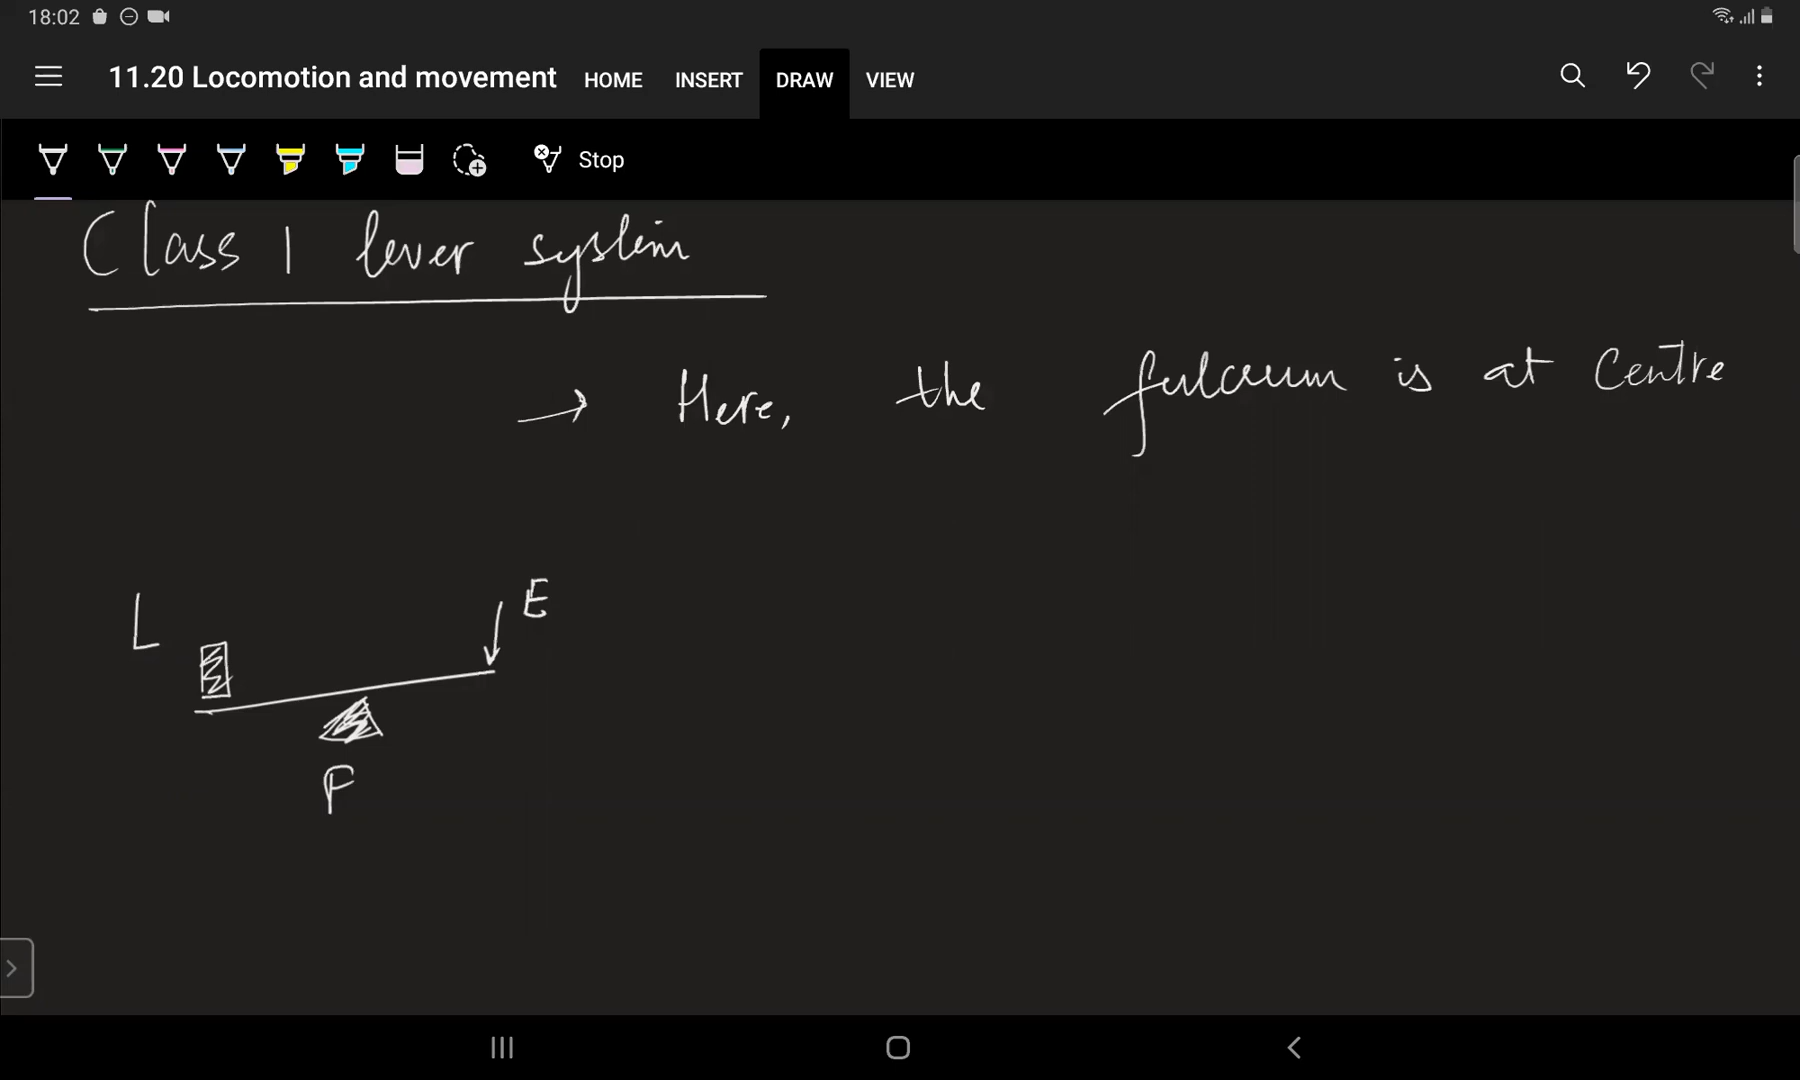 18:02
11.20 Locomotion and movement HOME INSERT DRAW VIEW
Stop
Class 1 lever system
→ Here, the fulcrum is at Centre
L
E
F